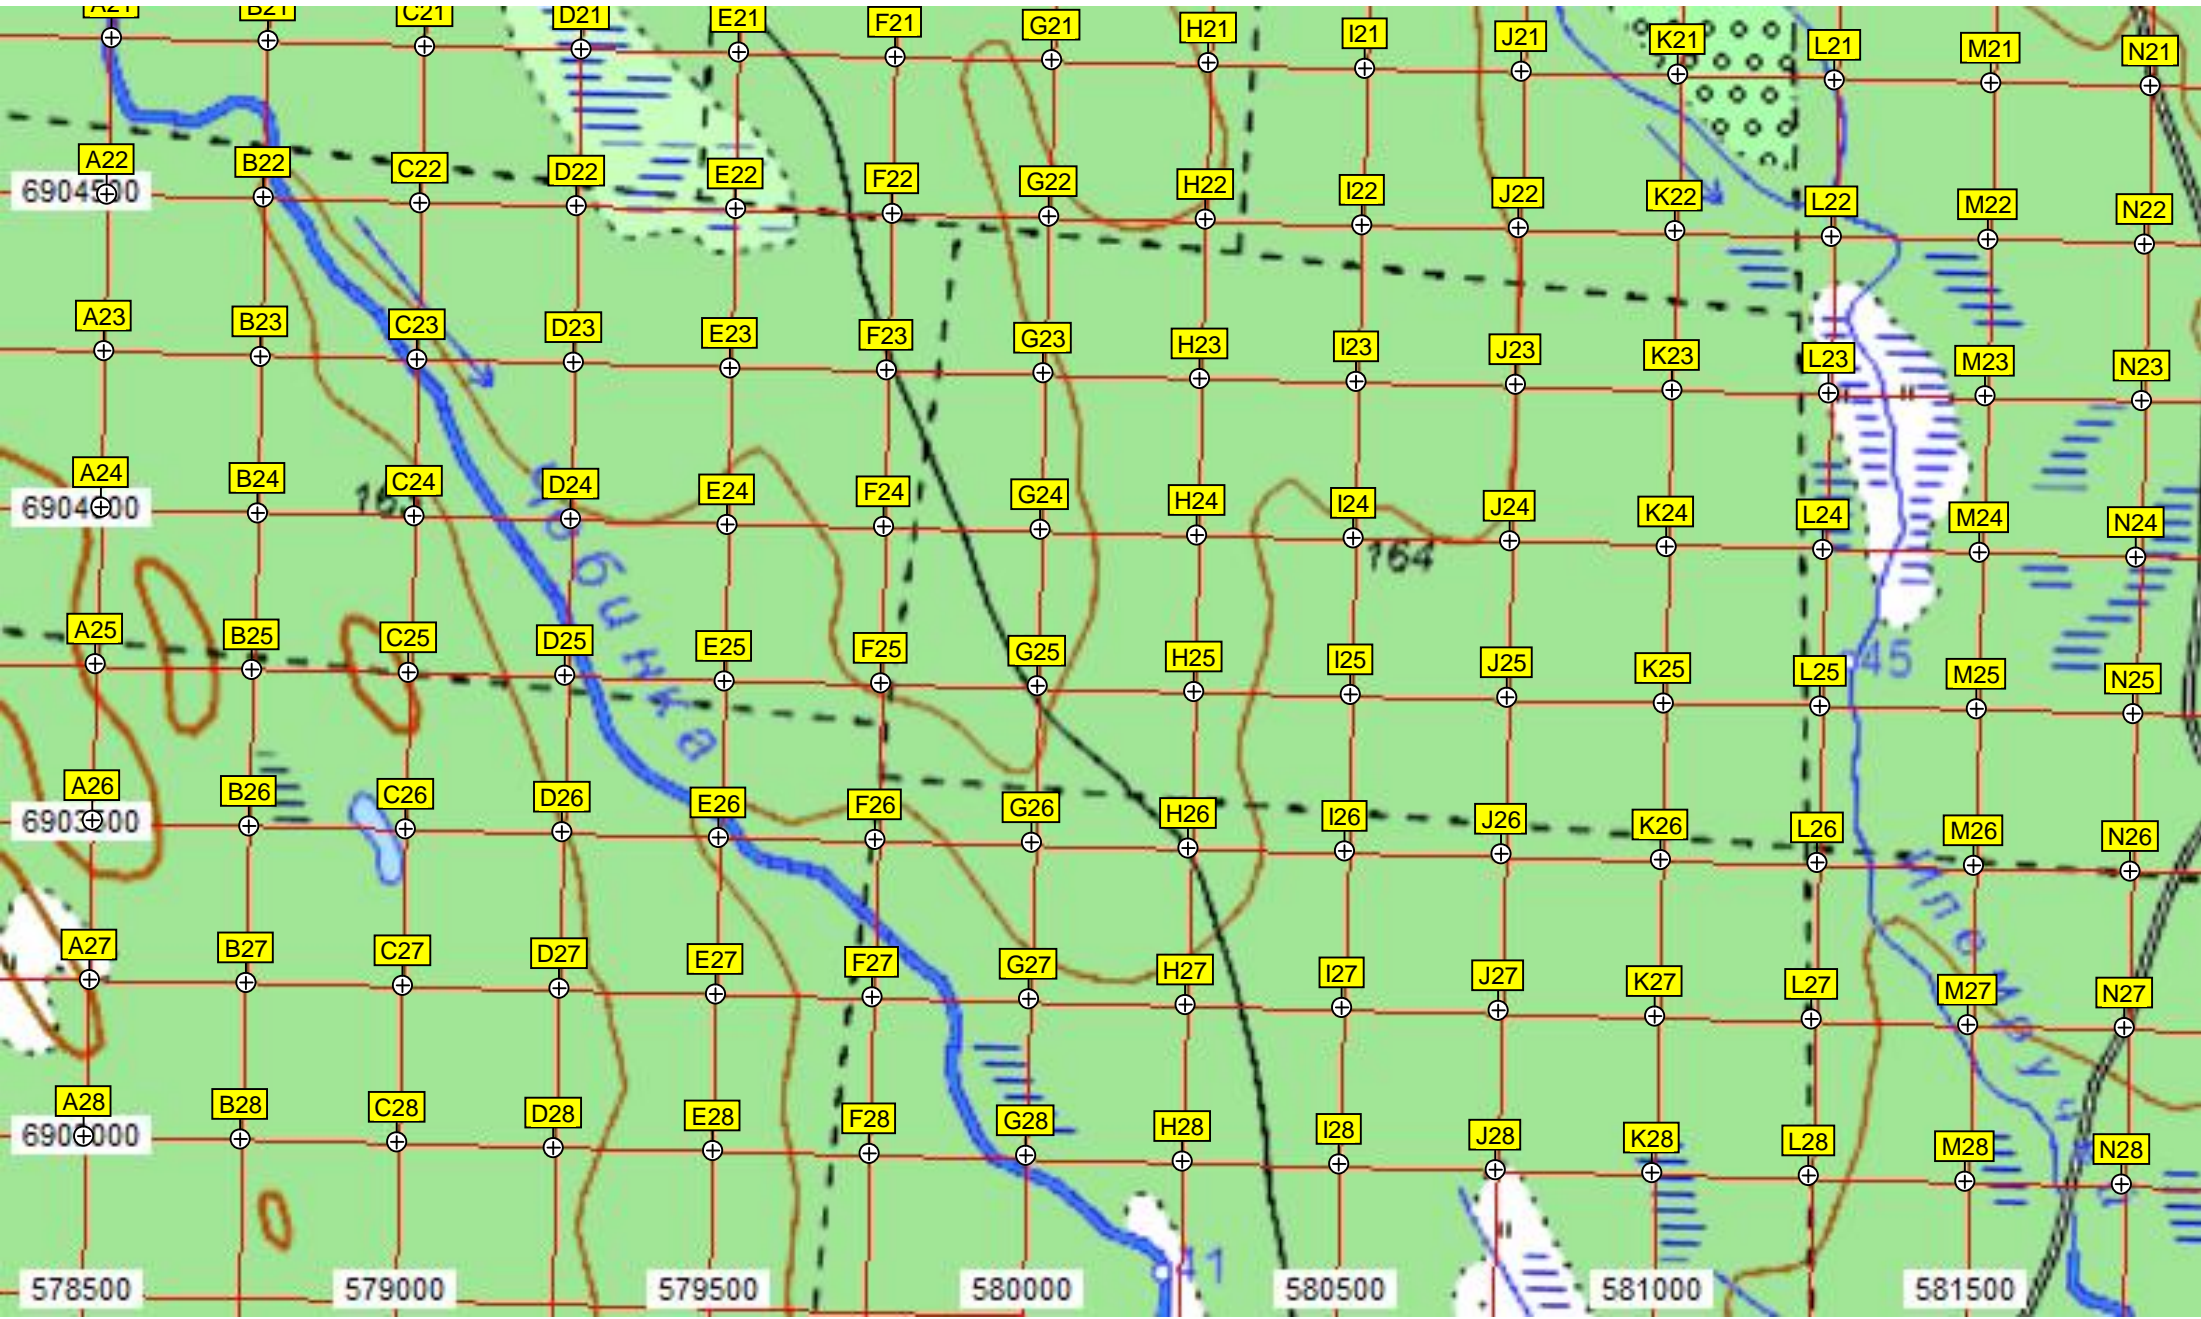 A21 B21 C21 D21 E21 F21 G21 H21 I21 J21 K21 L21 M21 N21
A22 B22 C22 D22 E22 F22 G22 H22 I22 J22 K22 L22 M22 N22
A23 B23 C23 D23 E23 F23 G23 H23 I23 J23 K23 L23 M23 N23
A24 B24 C24 D24 E24 F24 G24 H24 I24 J24 K24 L24 M24 N24
164
A25 B25 C25 D25 E25 F25 G25 H25 I25 J25 K25 L25 M25 N25
45
A26 B26 C26 D26 E26 F26 G26 H26 I26 J26 K26 L26 M26 N26
A27 B27 C27 D27 E27 F27 G27 H27 I27 J27 K27 L27 M27 N27
A28 B28 C28 D28 E28 F28 G28 H28 I28 J28 K28 L28 M28 N28
41
578500 579000 579500 580000 580500 581000 581500